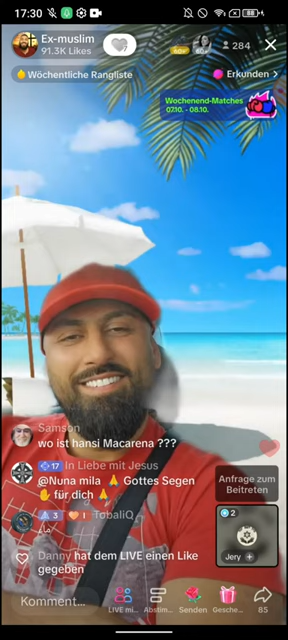 17:30
Ex-muslim
91.3K Likes
284
Wöchentliche Rangliste
Erkunden >
Wochenend-Matches
07.10. - 08.10.
Samson
wo ist hansi Macarena ???
17 In Liebe mit Jesus
@Nuna mila 🙏 Gottes Segen
✋ für dich 🙏
3 1 TobaliQ
Danny hat dem LIVE einen Like
gegeben
Anfrage zum
Beitreten
2
Jery +
Komment...
LIVE mi...
Abstim...
Senden
Gesche...
85